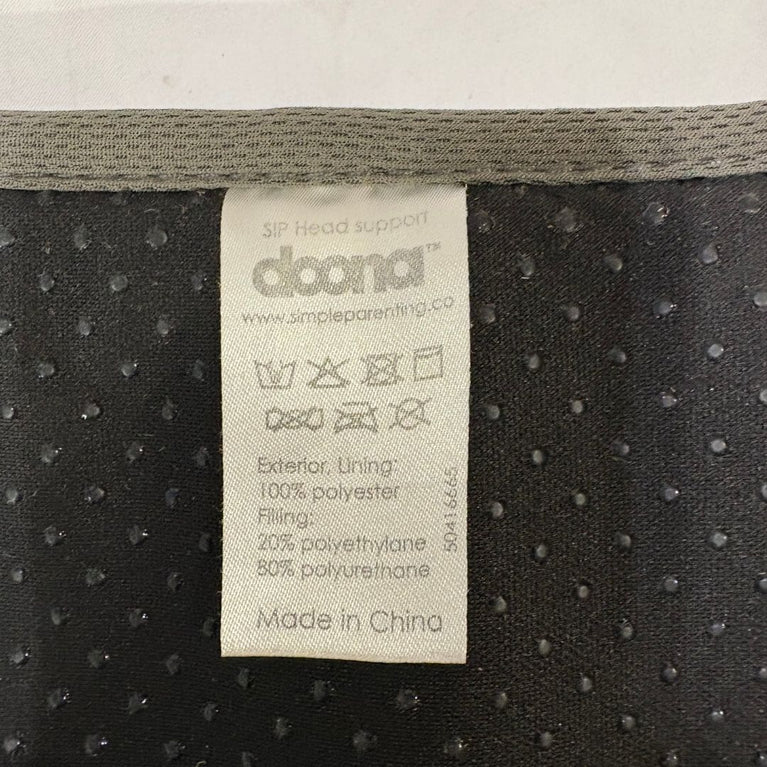 SIP Head support
doona™
www.simpleparenting.co
Exterior, Lining:
100% polyester
Filling:
20% polyethylane
80% polyurethane
50416665
Made in China